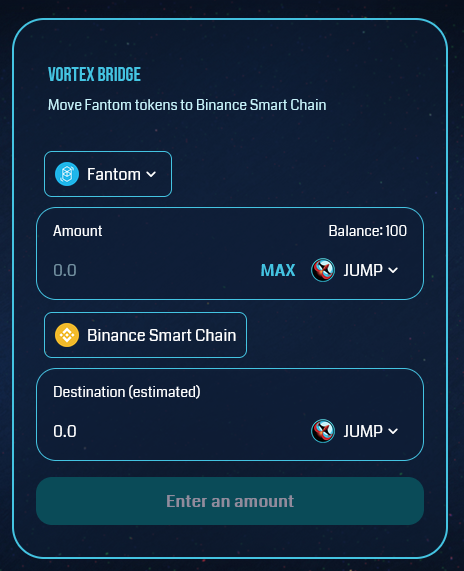 VORTEX BRIDGE
Move Fantom tokens to Binance Smart Chain
Fantom
Amount Balance: 100
0.0 MAX JUMP
Binance Smart Chain
Destination (estimated)
0.0 JUMP
Enter an amount